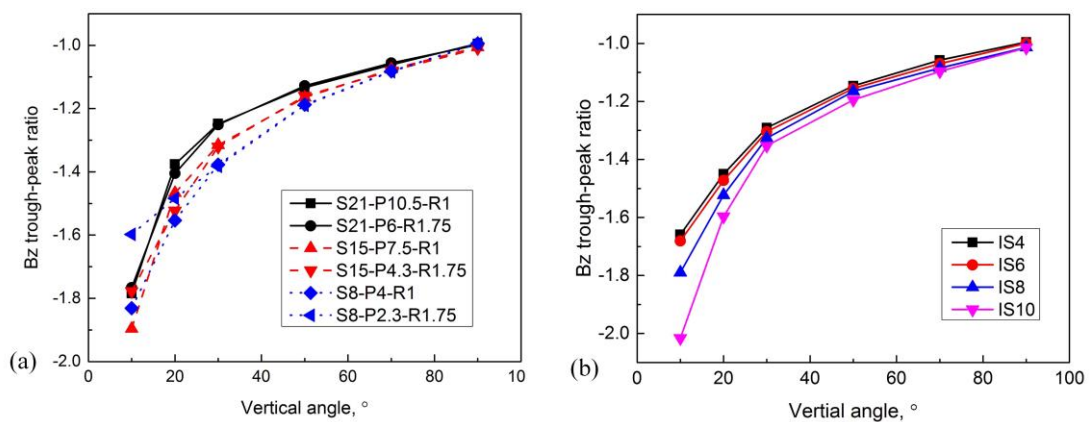 -1.0
-1.2
-1.4
-1.6
-1.8
-2.0
Bz trough-peak ratio
S21-P10.5-R1
S21-P6-R1.75
S15-P7.5-R1
S15-P4.3-R1.75
S8-P4-R1
S8-P2.3-R1.75
0 20 40 60 80 10
Vertical angle, °
(a)
-1.0
-1.2
-1.4
-1.6
-1.8
-2.0
Bz trough-peak ratio
IS4
IS6
IS8
IS10
0 20 40 60 80 100
Vertial angle, °
(b)